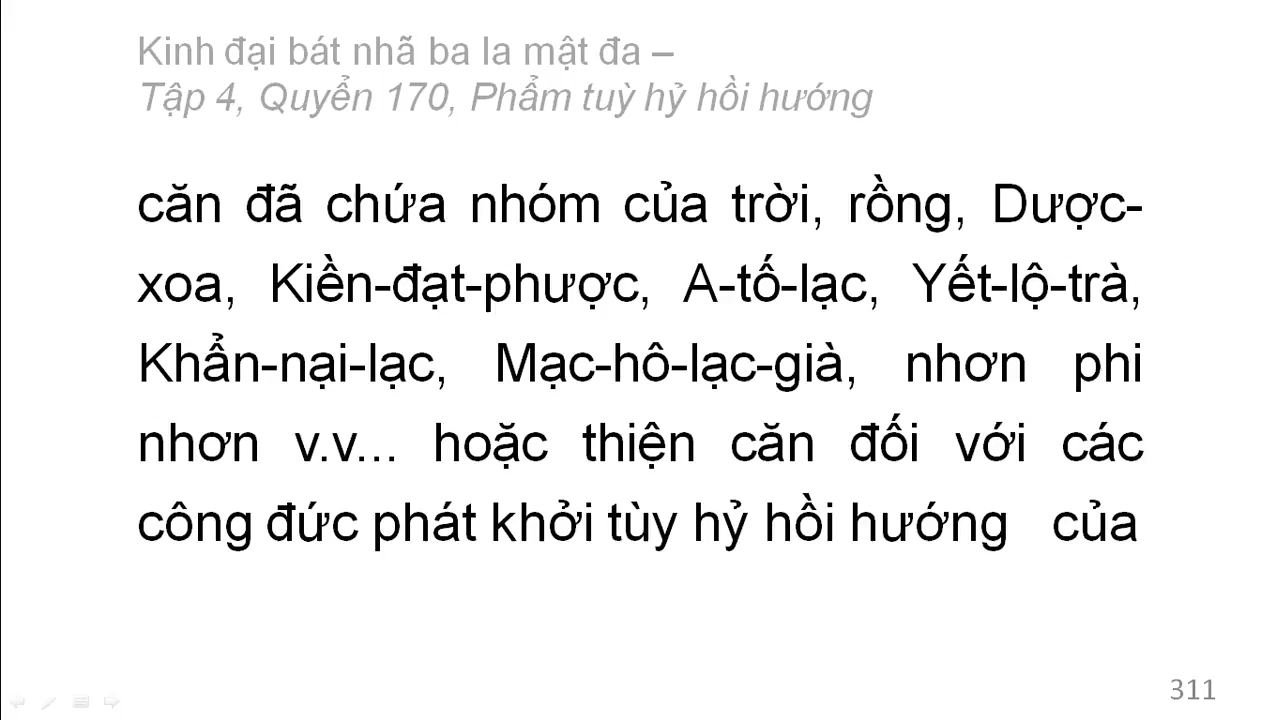 Kinh đại bát nhã ba la mật đa –
Tập 4, Quyển 170, Phẩm tuỳ hỷ hồi hướng
căn đã chứa nhóm của trời, rồng, Dược-
xoa, Kiền-đạt-phược, A-tố-lạc, Yết-lộ-trà,
Khẩn-nại-lạc, Mạc-hô-lạc-già, nhơn phi
nhơn v.v... hoặc thiện căn đối với các
công đức phát khởi tùy hỷ hồi hướng của
311